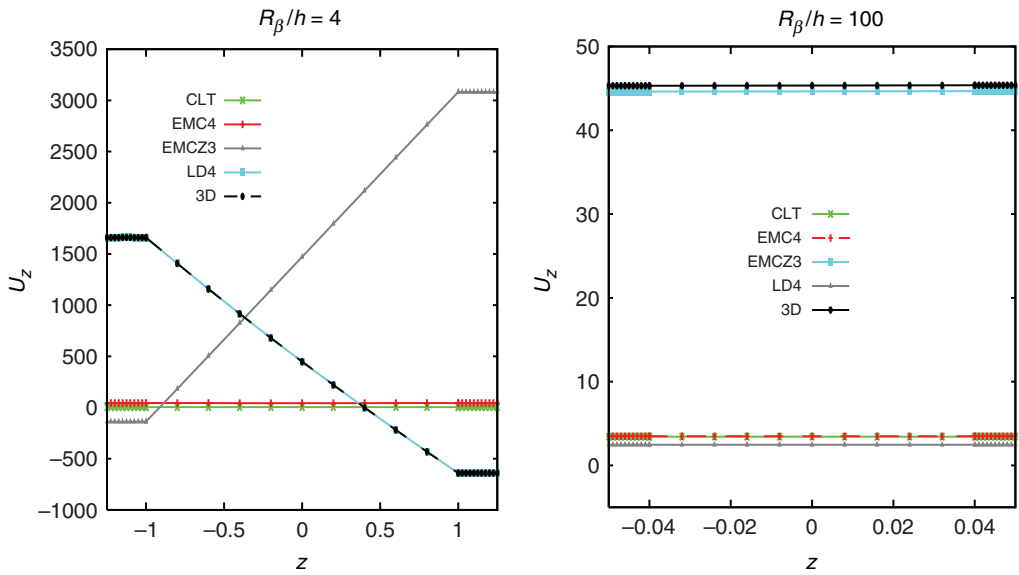 R_β/h = 4
3500
3000
2500
2000
1500
1000
500
0
−500
−1000
U_z
CLT
EMC4
EMCZ3
LD4
3D
−1
−0.5
0
0.5
1
z
R_β/h = 100
50
40
30
20
10
0
U_z
CLT
EMC4
EMCZ3
LD4
3D
−0.04
−0.02
0
0.02
0.04
z